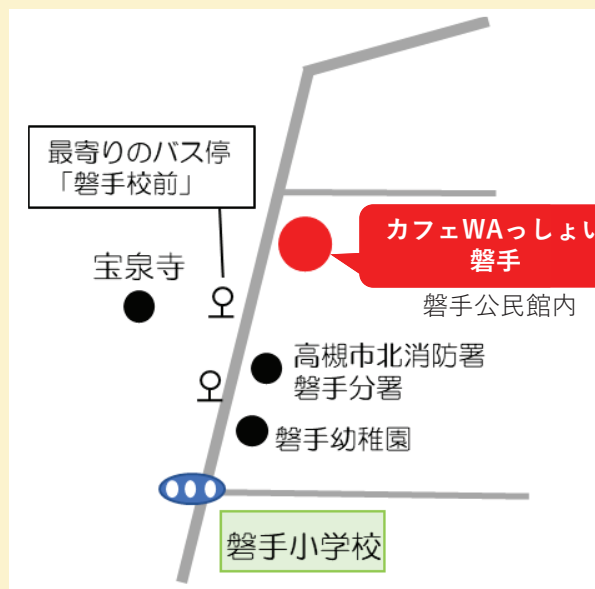 最寄りのバス停
「磐手校前」
宝泉寺
カフェWAっしょい
磐手
磐手公民館内
高槻市北消防署
磐手分署
磐手幼稚園
磐手小学校